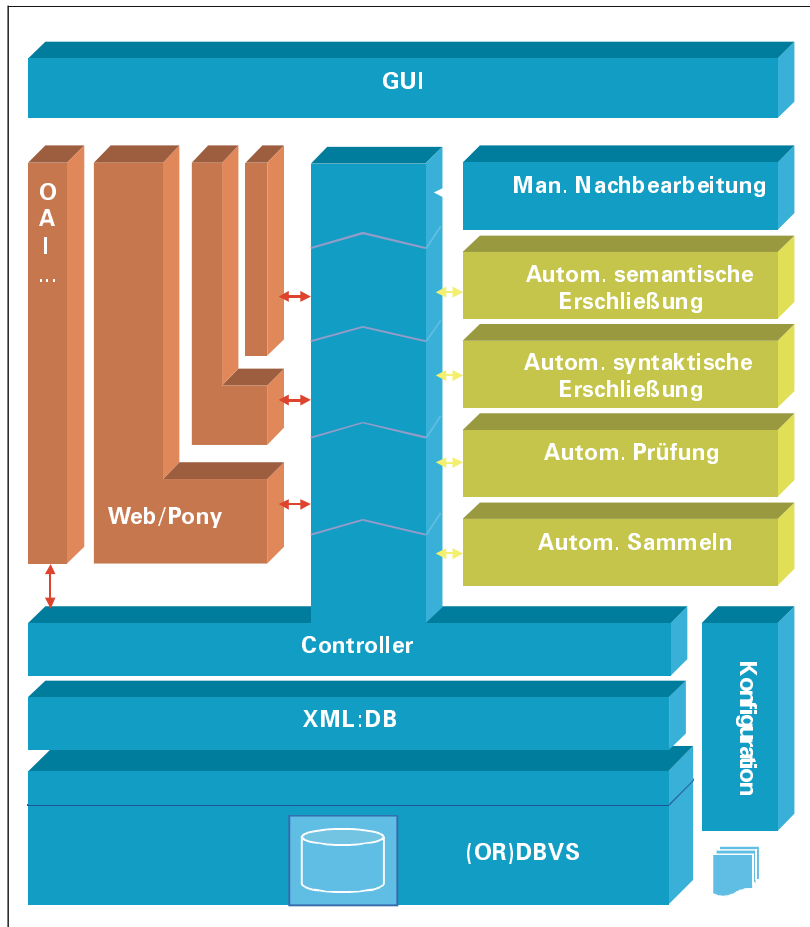 GUI
O
A
I
...
Man. Nachbearbeitung
Autom. semantische
Erschließung
Autom. syntaktische
Erschließung
Autom. Prüfung
Web/Pony
Autom. Sammeln
Controller
Konfiguration
XML:DB
(OR)DBVS